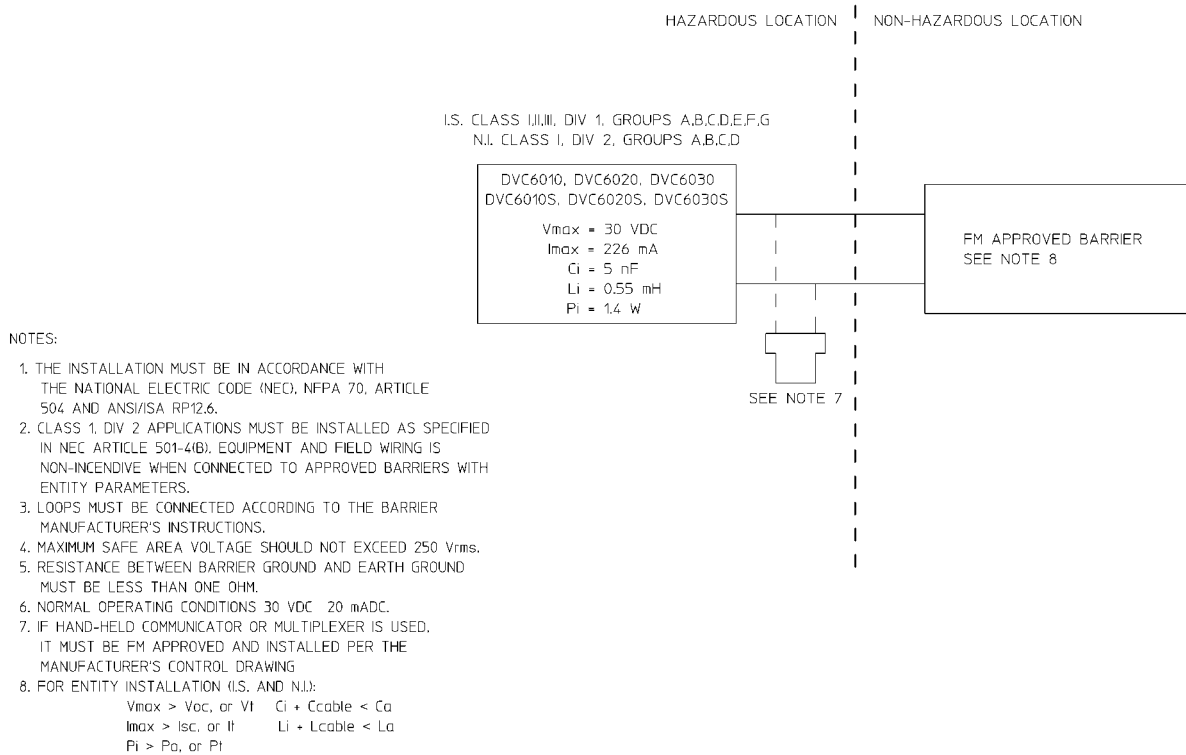 HAZARDOUS LOCATION
NON-HAZARDOUS LOCATION
I.S. CLASS I,II,III, DIV 1, GROUPS A,B,C,D,E,F,G
N.I. CLASS I, DIV 2, GROUPS A,B,C,D
DVC6010, DVC6020, DVC6030
DVC6010S, DVC6020S, DVC6030S
Vmax = 30 VDC
Imax = 226 mA
Ci = 5 nF
Li = 0.55 mH
Pi = 1.4 W
FM APPROVED BARRIER
SEE NOTE 8
SEE NOTE 7
NOTES:
1. THE INSTALLATION MUST BE IN ACCORDANCE WITH
THE NATIONAL ELECTRIC CODE (NEC), NFPA 70, ARTICLE
504 AND ANSI/ISA RP12.6.
2. CLASS 1, DIV 2 APPLICATIONS MUST BE INSTALLED AS SPECIFIED
IN NEC ARTICLE 501-4(B). EQUIPMENT AND FIELD WIRING IS
NON-INCENDIVE WHEN CONNECTED TO APPROVED BARRIERS WITH
ENTITY PARAMETERS.
3. LOOPS MUST BE CONNECTED ACCORDING TO THE BARRIER
MANUFACTURER'S INSTRUCTIONS.
4. MAXIMUM SAFE AREA VOLTAGE SHOULD NOT EXCEED 250 Vrms.
5. RESISTANCE BETWEEN BARRIER GROUND AND EARTH GROUND
MUST BE LESS THAN ONE OHM.
6. NORMAL OPERATING CONDITIONS 30 VDC 20 mADC.
7. IF HAND-HELD COMMUNICATOR OR MULTIPLEXER IS USED,
IT MUST BE FM APPROVED AND INSTALLED PER THE
MANUFACTURER'S CONTROL DRAWING
8. FOR ENTITY INSTALLATION (I.S. AND N.I.):
Vmax > Voc, or Vt Ci + Ccable < Ca
Imax > Isc, or It Li + Lcable < La
Pi > Po, or Pt